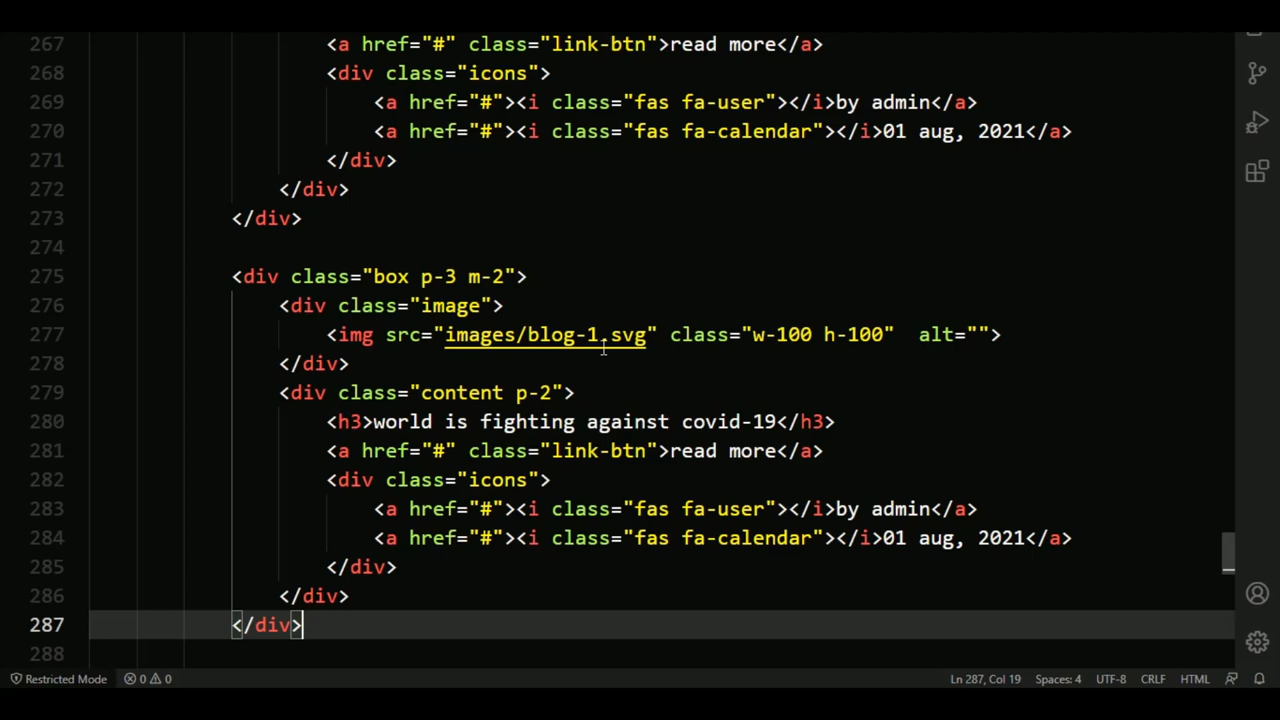 267 <a href="#" class="link-btn">read more</a>
268 <div class="icons">
269 <a href="#"><i class="fas fa-user"></i>by admin</a>
270 <a href="#"><i class="fas fa-calendar"></i>01 aug, 2021</a>
271 </div>
272 </div>
273 </div>
274
275 <div class="box p-3 m-2">
276 <div class="image">
277 <img src="images/blog-1.svg" class="w-100 h-100" alt="">
278 </div>
279 <div class="content p-2">
280 <h3>world is fighting against covid-19</h3>
281 <a href="#" class="link-btn">read more</a>
282 <div class="icons">
283 <a href="#"><i class="fas fa-user"></i>by admin</a>
284 <a href="#"><i class="fas fa-calendar"></i>01 aug, 2021</a>
285 </div>
286 </div>
287 </div>
288
Restricted Mode 0 0 Ln 287, Col 19 Spaces: 4 UTF-8 CRLF HTML